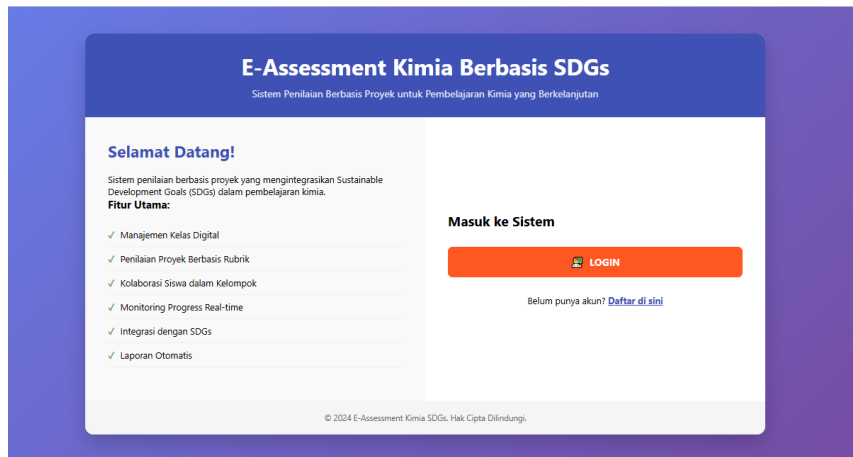 E-Assessment Kimia Berbasis SDGs
Sistem Penilaian Berbasis Proyek untuk Pembelajaran Kimia yang Berkelanjutan
Selamat Datang!
Sistem penilaian berbasis proyek yang mengintegrasikan Sustainable
Development Goals (SDGs) dalam pembelajaran kimia.
Fitur Utama:
✓ Manajemen Kelas Digital
✓ Penilaian Proyek Berbasis Rubrik
✓ Kolaborasi Siswa dalam Kelompok
✓ Monitoring Progress Real-time
✓ Integrasi dengan SDGs
✓ Laporan Otomatis
Masuk ke Sistem
LOGIN
Belum punya akun? Daftar di sini
© 2024 E-Assessment Kimia SDGs. Hak Cipta Dilindungi.